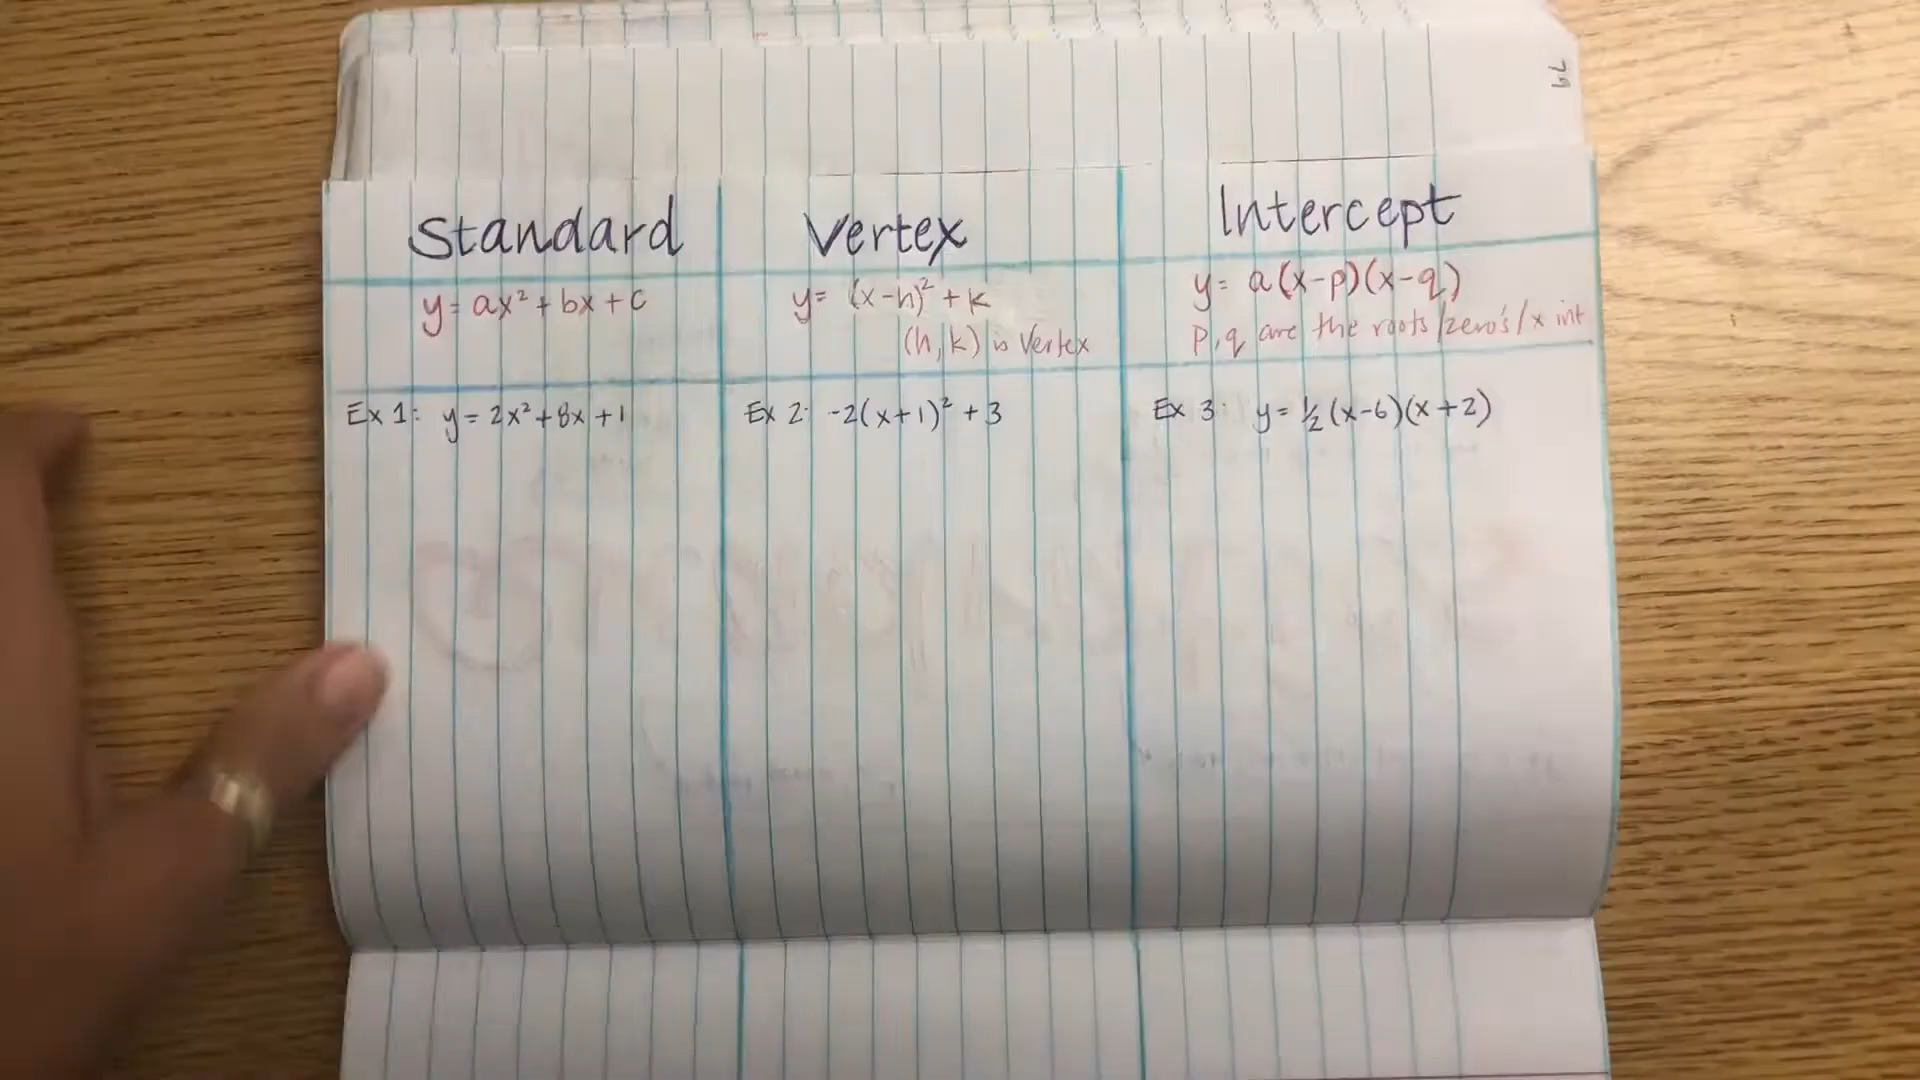 79
Standard
y = ax² + bx + c
Ex 1: y = 2x² + 8x + 1
Vertex
y = (x-h)² + k
(h,k) is Vertex
Ex 2: -2(x+1)² + 3
Intercept
y = a(x-p)(x-q)
P,q are the roots/zero's/x int
Ex 3: y = ½(x-6)(x+2)